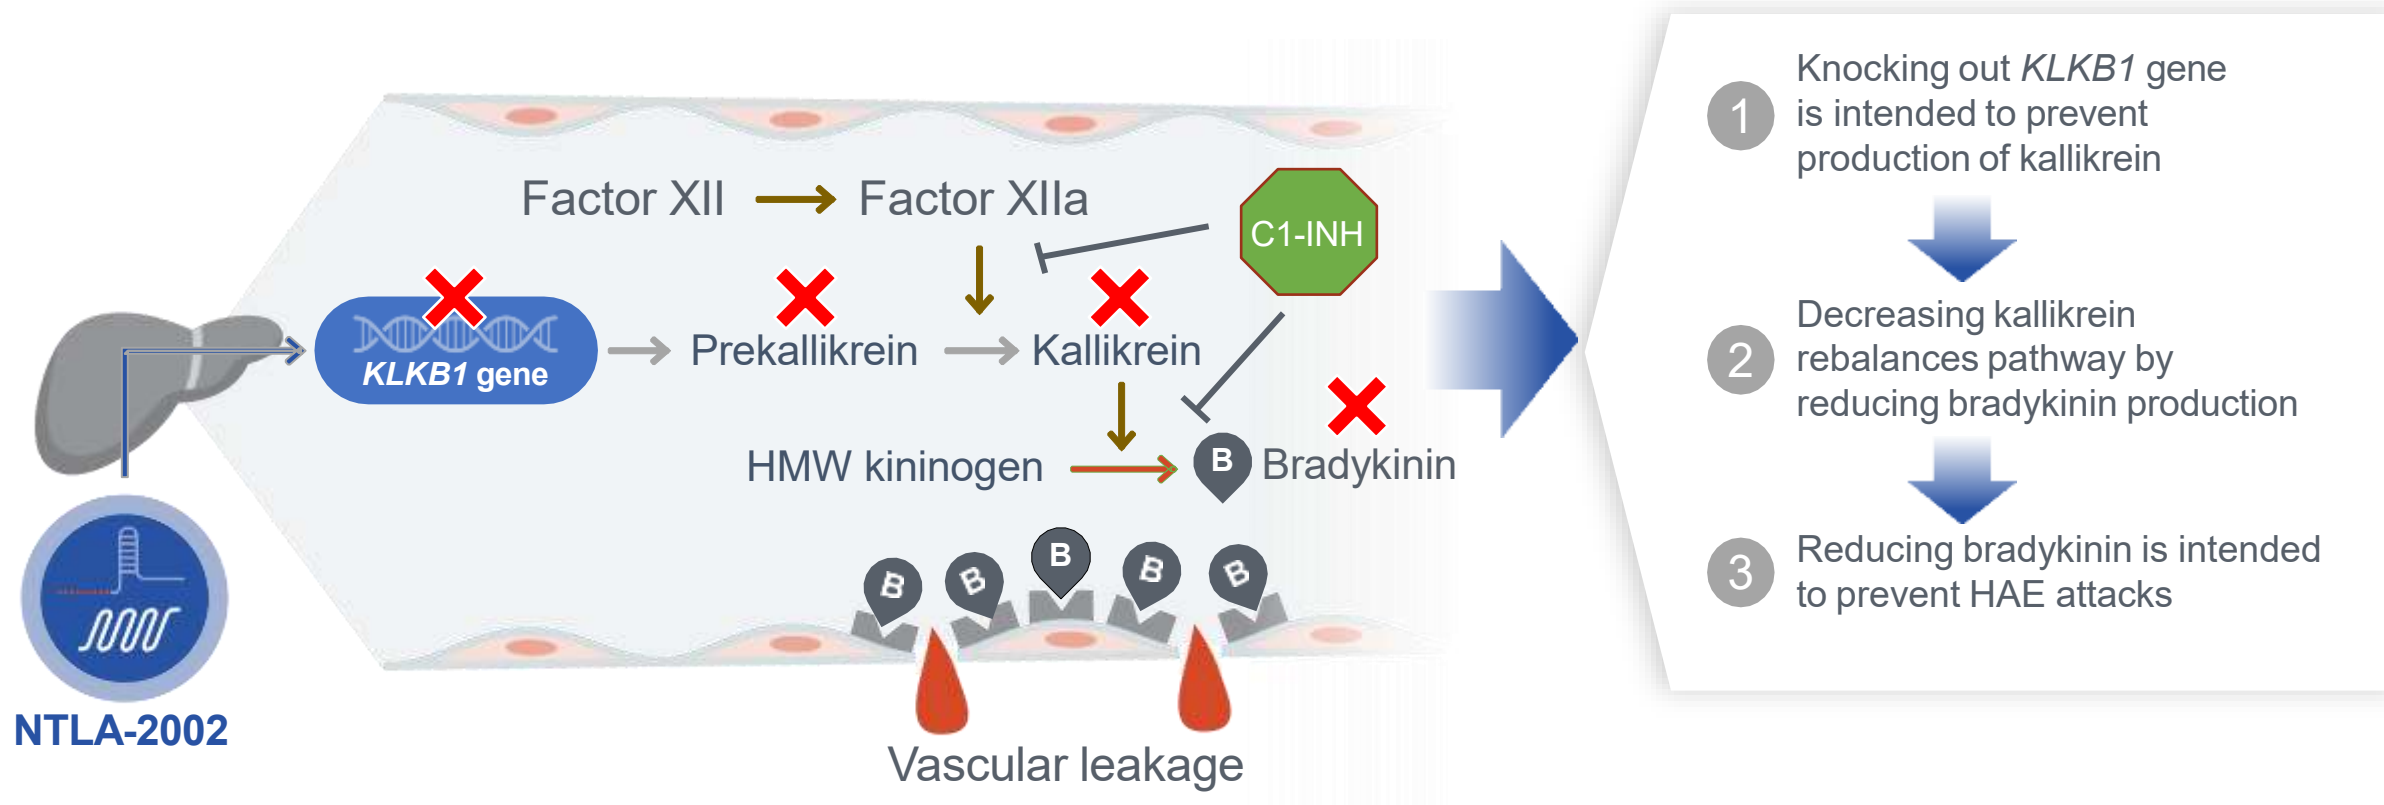 Factor XII
Factor XIIa
C1-INH
KLKB1 gene
Prekallikrein
Kallikrein
HMW kininogen
B
Bradykinin
B
B
B
B
B
NTLA-2002
Vascular leakage
1
Knocking out KLKB1 gene
is intended to prevent
production of kallikrein
2
Decreasing kallikrein
rebalances pathway by
reducing bradykinin production
3
Reducing bradykinin is intended
to prevent HAE attacks